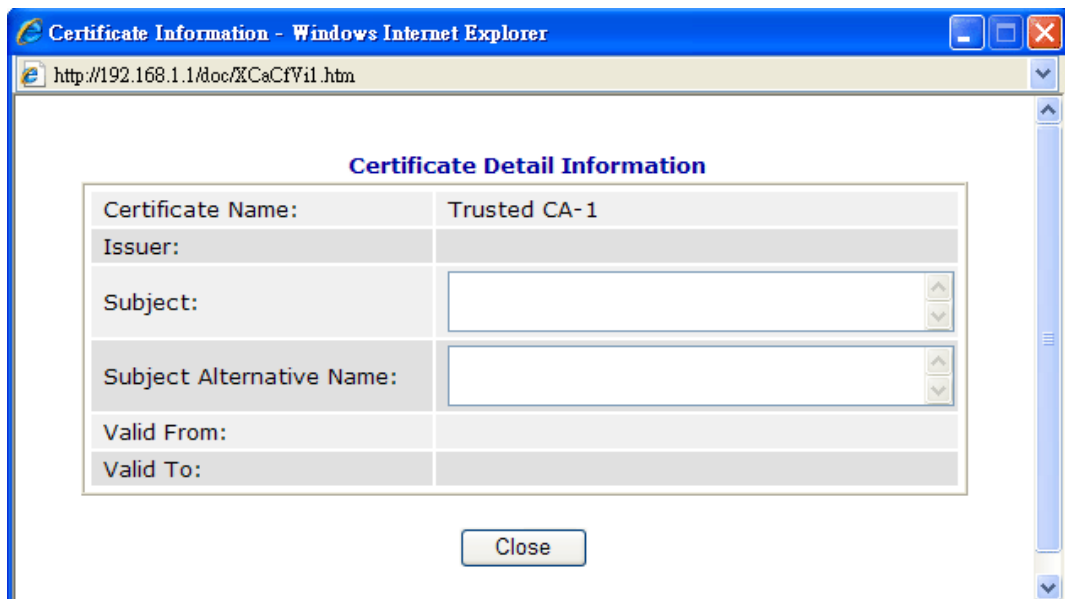 Certificate Information - Windows Internet Explorer
http://192.168.1.1/doc/XCaCfVi1.htm
Certificate Detail Information
Certificate Name: Trusted CA-1
Issuer:
Subject:
Subject Alternative Name:
Valid From:
Valid To:
Close